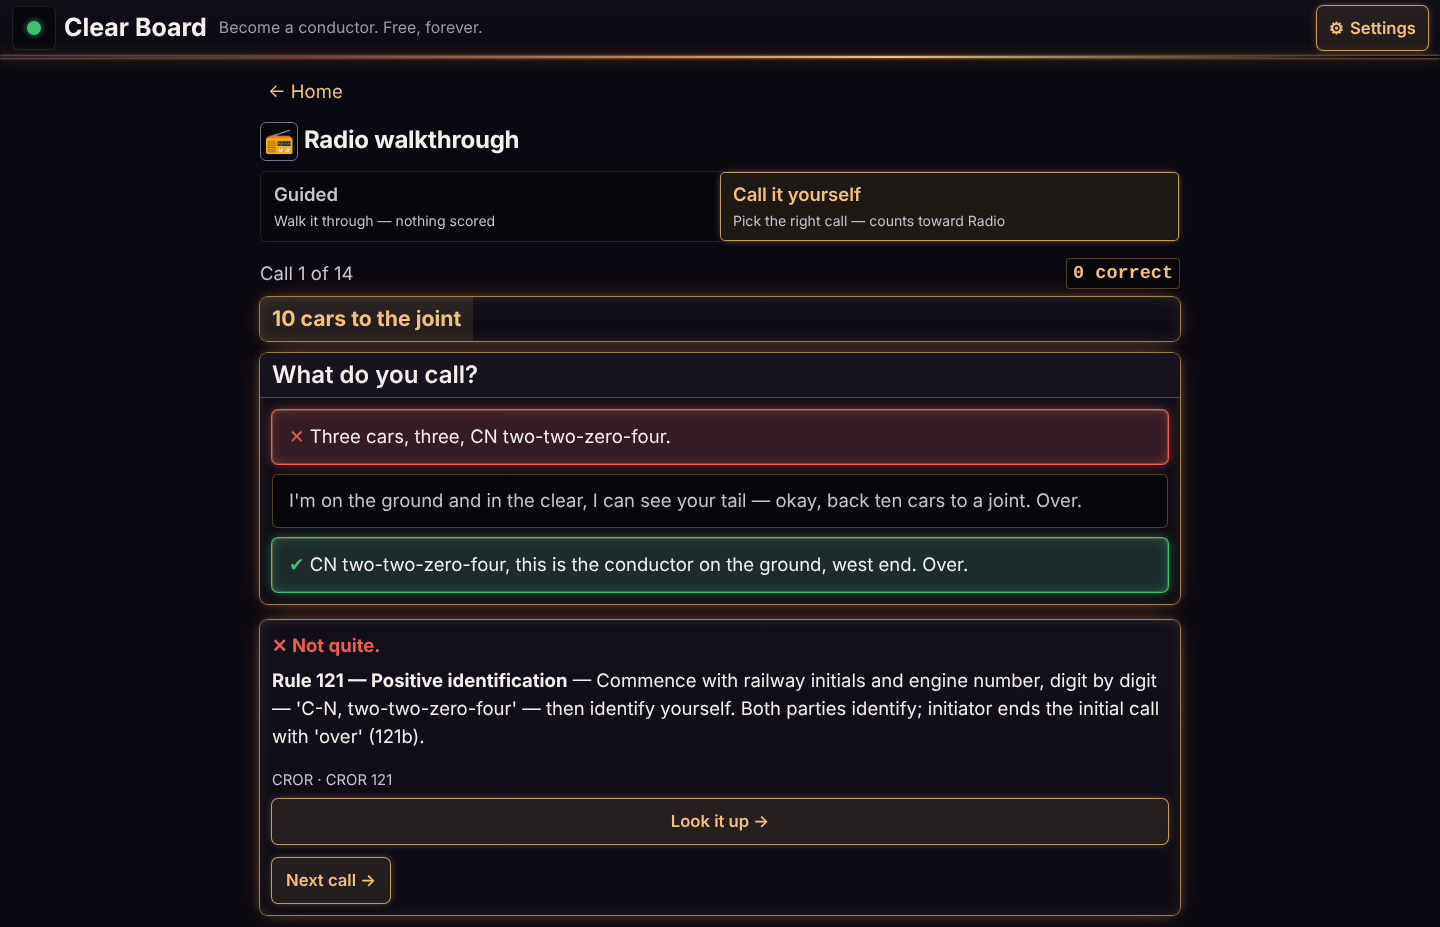 Clear Board
Become a conductor. Free, forever.
⚙ Settings
← Home
📻 Radio walkthrough
Guided
Walk it through — nothing scored
Call it yourself
Pick the right call — counts toward Radio
Call 1 of 14
0 correct
10 cars to the joint
What do you call?
✕ Three cars, three, CN two-two-zero-four.
I'm on the ground and in the clear, I can see your tail — okay, back ten cars to a joint. Over.
✔ CN two-two-zero-four, this is the conductor on the ground, west end. Over.
✕ Not quite.
Rule 121 — Positive identification — Commence with railway initials and engine number, digit by digit
— 'C-N, two-two-zero-four' — then identify yourself. Both parties identify; initiator ends the initial call
with 'over' (121b).
CROR · CROR 121
Look it up →
Next call →